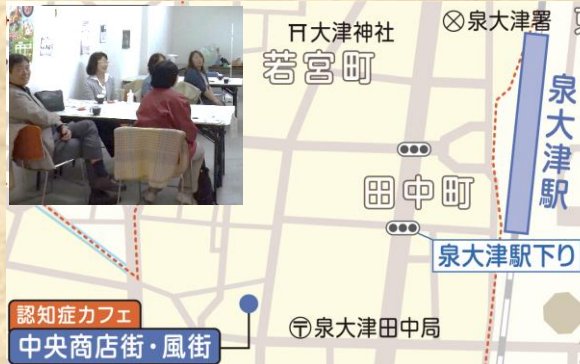 大津神社
泉大津署
若宮町
泉大津駅
田中町
泉大津駅下り
認知症カフェ
中央商店街・風街
〒泉大津田中局